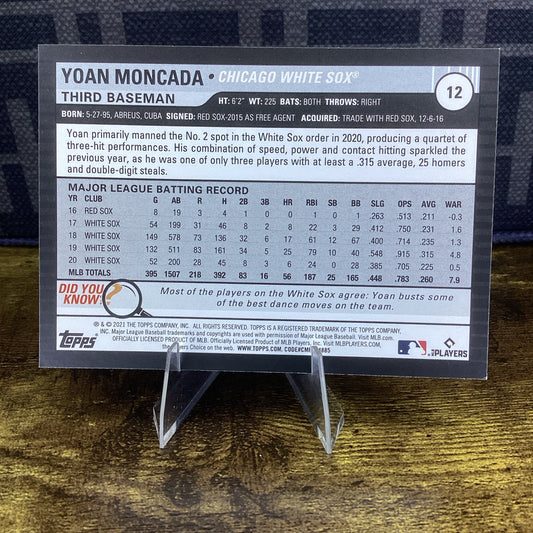 YOAN MONCADA • CHICAGO WHITE SOX®
12
THIRD BASEMAN HT: 6'2" WT: 225 BATS: BOTH THROWS: RIGHT
BORN: 5-27-95, ABREUS, CUBA SIGNED: RED SOX-2015 AS FREE AGENT ACQUIRED: TRADE WITH RED SOX, 12-6-16
Yoan primarily manned the No. 2 spot in the White Sox order in 2020, producing a quartet of
three-hit performances. His combination of speed, power and contact hitting sparkled the
previous year, as he was one of only three players with at least a .315 average, 25 homers
and double-digit steals.
MAJOR LEAGUE BATTING RECORD
YR CLUB G AB R H 2B 3B HR RBI SB BB SLG OPS AVG WAR
16 RED SOX 8 19 3 4 1 0 0 1 0 1 .263 .513 .211 -0.3
17 WHITE SOX 54 199 31 46 8 2 8 22 3 29 .412 .750 .231 1.6
18 WHITE SOX 149 578 73 136 32 6 17 61 12 67 .400 .714 .235 1.3
19 WHITE SOX 132 511 83 161 34 5 25 79 10 40 .548 .915 .315 4.8
20 WHITE SOX 52 200 28 45 8 3 6 24 0 28 .385 .705 .225 0.5
MLB TOTALS 395 1507 218 392 83 16 56 187 25 165 .448 .783 .260 7.9
DID YOU
KNOW?
Most of the players on the White Sox agree: Yoan busts some
of the best dance moves on the team.
Topps
® & © 2021 THE TOPPS COMPANY, INC. ALL RIGHTS RESERVED. TOPPS IS A REGISTERED TRADEMARK OF THE TOPPS COMPANY,
INC. Major League Baseball trademarks and copyrights are used with permission of Major League Baseball. Visit MLB.com.
OFFICIALLY LICENSED PRODUCT OF MLB Players, Inc. Visit MLBPLAYERS.COM,
Players Choice on the web. WWW.TOPPS.COM. CODE#
PLAYERS